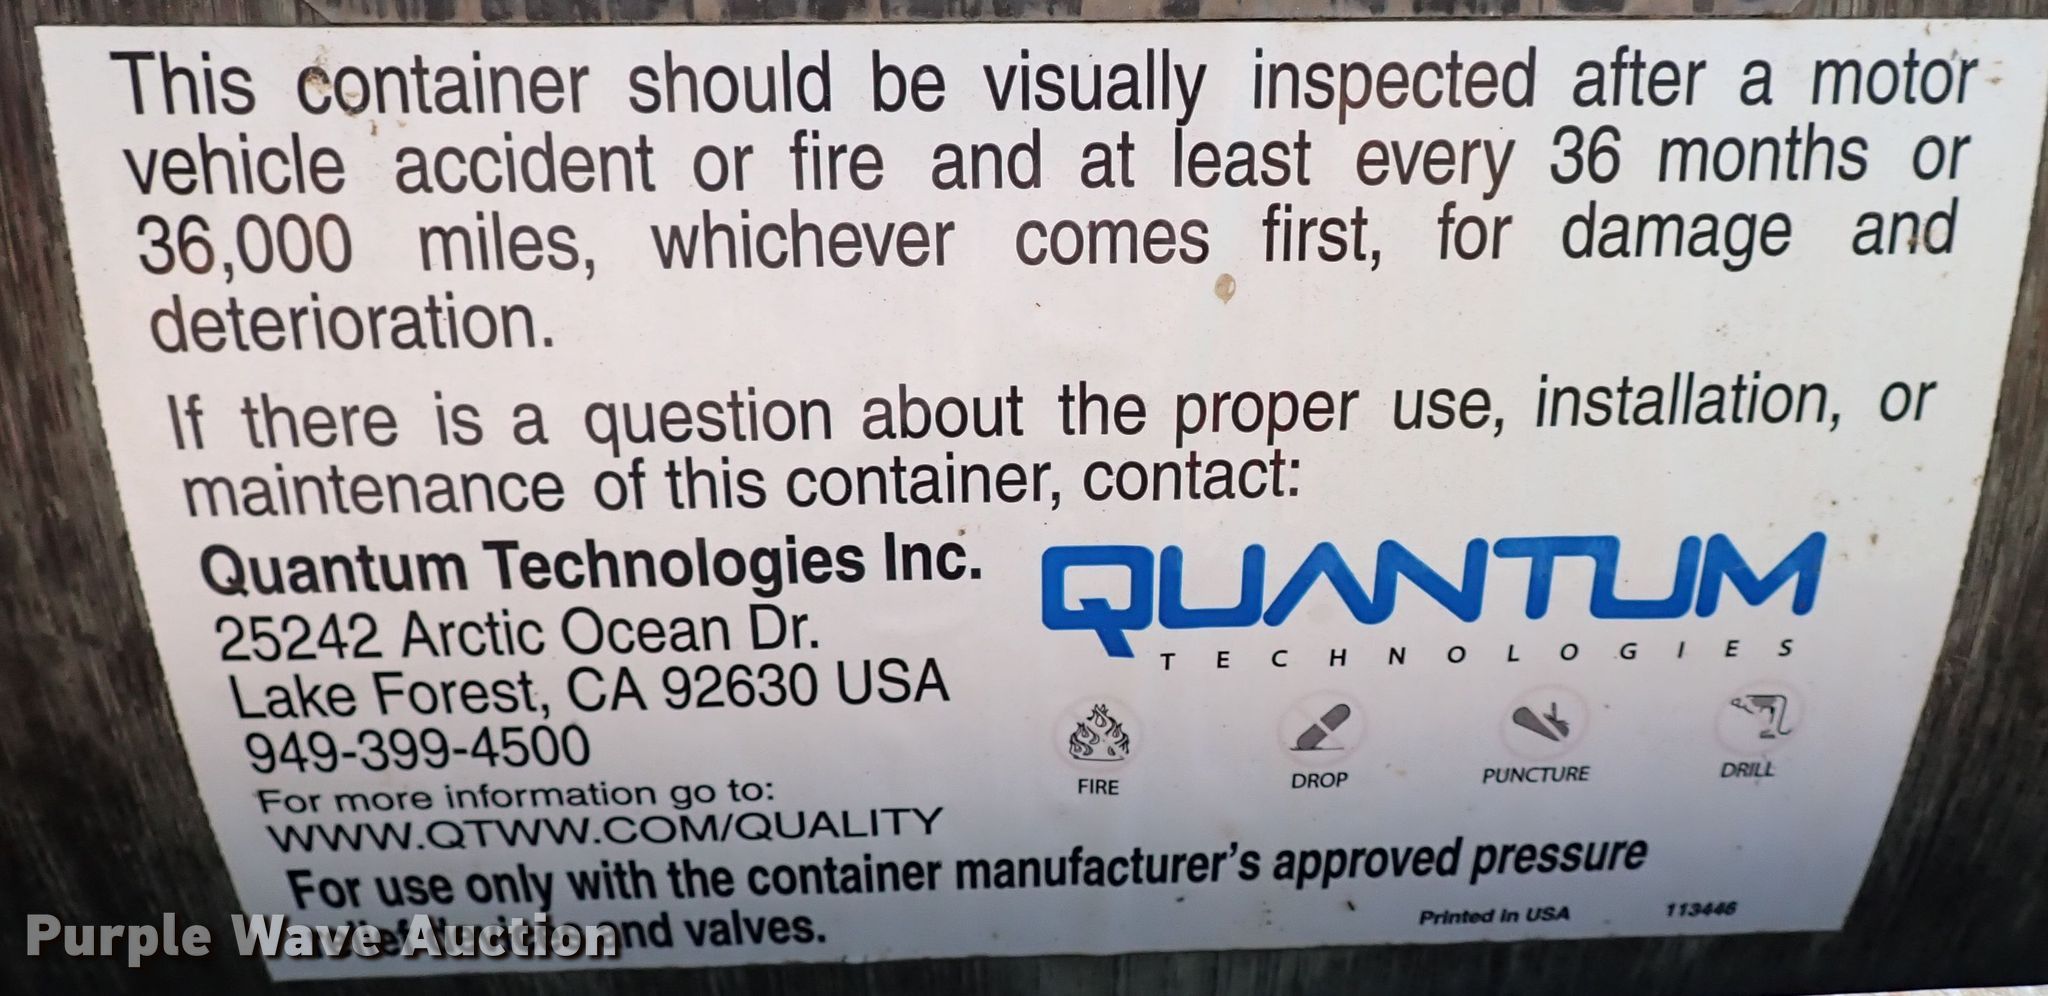 This container should be visually inspected after a motor
vehicle accident or fire and at least every 36 months or
36,000 miles, whichever comes first, for damage and
deterioration.
If there is a question about the proper use, installation, or
maintenance of this container, contact:
Quantum Technologies Inc.
25242 Arctic Ocean Dr.
Lake Forest, CA 92630 USA
949-399-4500
For more information go to:
WWW.QTWW.COM/QUALITY
QUANTUM
TECHNOLOGIES
FIRE DROP PUNCTURE DRILL
For use only with the container manufacturer's approved pressure
and valves.
Printed in USA 113446
Purple Wave Auction